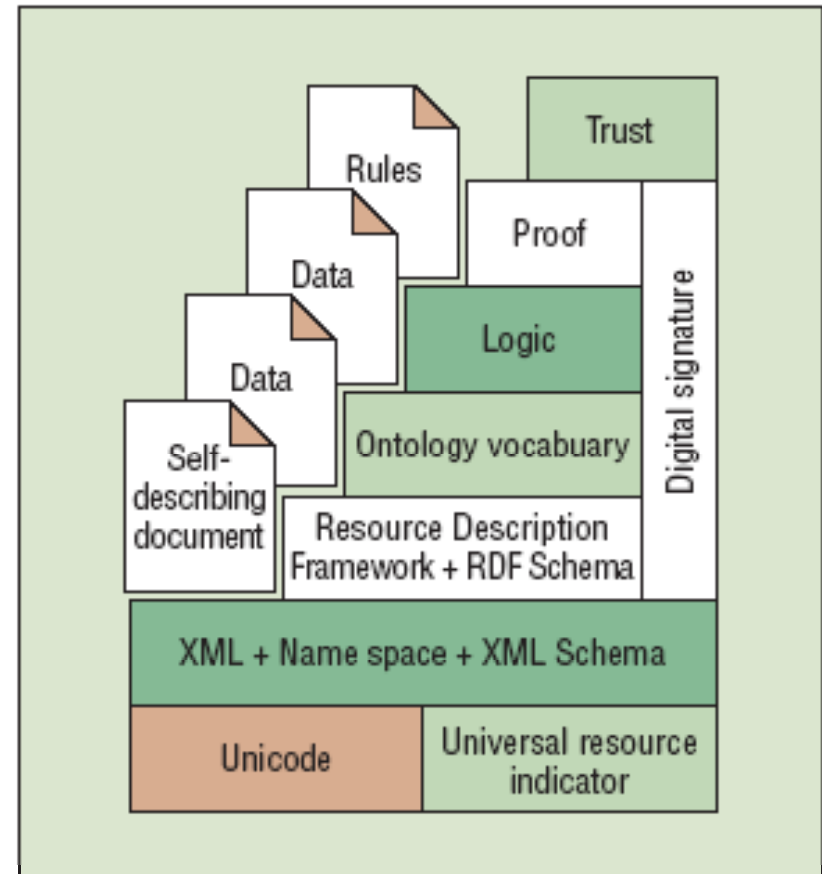 Trust
Rules
Proof
Data
Logic
Data
Digital signature
Ontology vocabuary
Self-
describing
document
Resource Description
Framework + RDF Schema
XML + Name space + XML Schema
Unicode
Universal resource
indicator